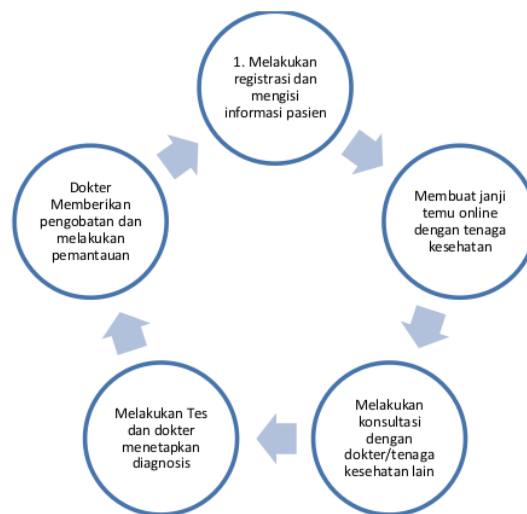 1. Melakukan
registrasi dan
mengisi
informasi pasien
Membuat janji
temu online
dengan tenaga
kesehatan
Melakukan
konsultasi
dengan
dokter/tenaga
kesehatan lain
Melakukan Tes
dan dokter
menetapkan
diagnosis
Dokter
Memberikan
pengobatan dan
melakukan
pemantauan